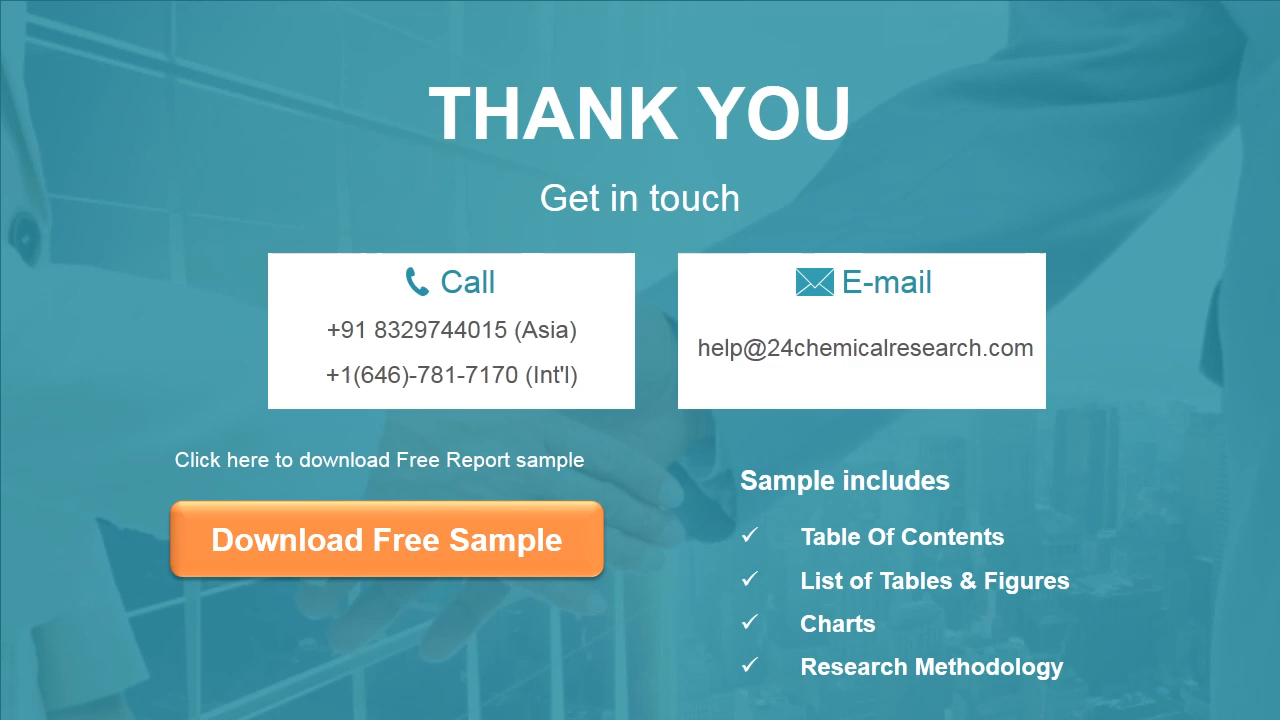 THANK YOU
Get in touch
Call
+91 8329744015 (Asia)
+1(646)-781-7170 (Int'l)
E-mail
help@24chemicalresearch.com
Click here to download Free Report sample
Download Free Sample
Sample includes
✓ Table Of Contents
✓ List of Tables & Figures
✓ Charts
✓ Research Methodology